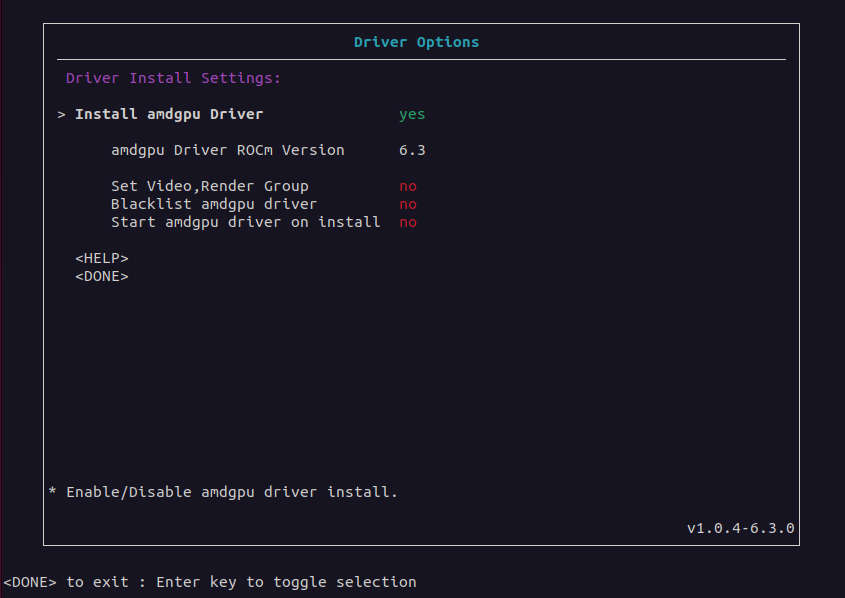 Driver Options
Driver Install Settings:
> Install amdgpu Driver yes
amdgpu Driver ROCm Version 6.3
Set Video,Render Group no
Blacklist amdgpu driver no
Start amdgpu driver on install no
<HELP>
<DONE>
* Enable/Disable amdgpu driver install.
v1.0.4-6.3.0
<DONE> to exit : Enter key to toggle selection